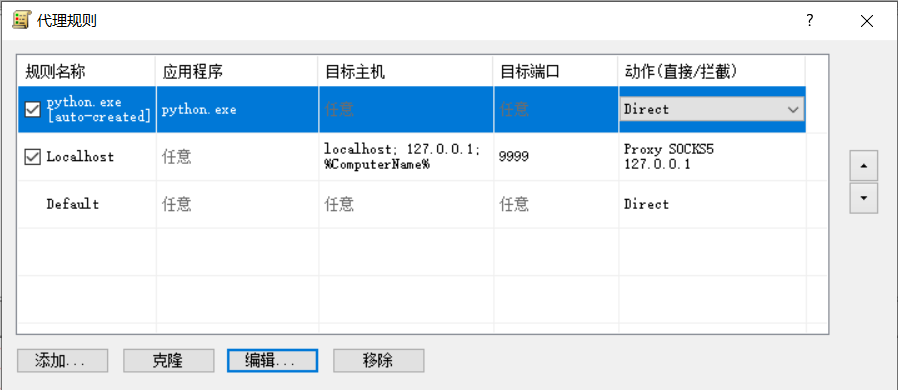 代理规则
?
规则名称 应用程序 目标主机 目标端口 动作(直接/拦截)
python.exe
[auto-created]
python.exe 任意 任意 Direct
Localhost 任意
localhost; 127.0.0.1;
%ComputerName%
9999
Proxy SOCKS5
127.0.0.1
Default 任意 任意 任意 Direct
添加... 克隆 编辑... 移除